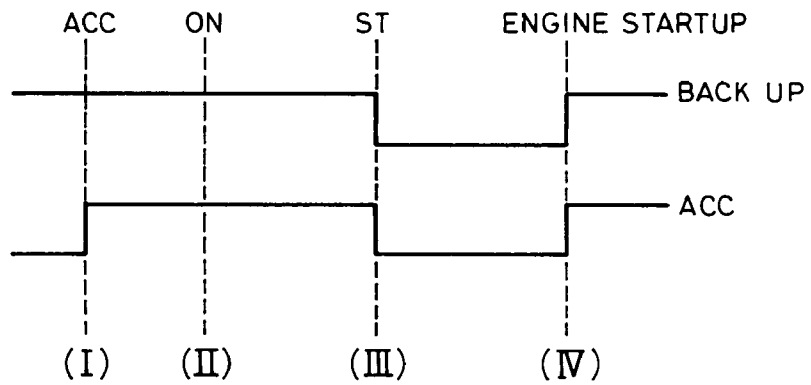 ACC ON ST ENGINE STARTUP
BACK UP
ACC
(I) (II) (III) (IV)